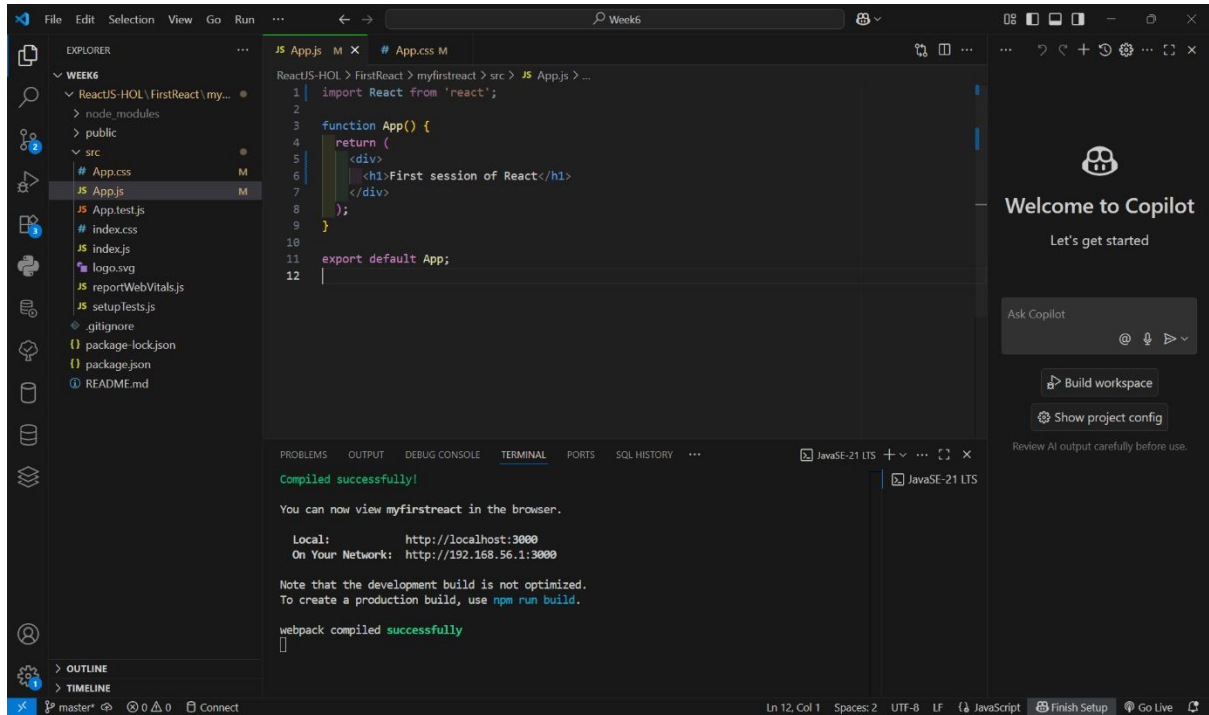 File Edit Selection View Go Run ... Week6
EXPLORER ...
WEEK6
ReactJS-HOL\FirstReact\my...
node_modules
public
src
# App.css M
JS App.js M
JS App.test.js
# index.css
JS index.js
logo.svg
JS reportWebVitals.js
JS setupTests.js
.gitignore
{} package-lock.json
{} package.json
README.md
OUTLINE
TIMELINE
2
3
1
JS App.js M # App.css M
ReactJS-HOL > FirstReact > myfirstreact > src > JS App.js > ...
1 import React from 'react';
2
3 function App() {
4 return (
5 <div>
6 <h1>First session of React</h1>
7 </div>
8 );
9 }
10
11 export default App;
12
PROBLEMS OUTPUT DEBUG CONSOLE TERMINAL PORTS SQL HISTORY ... JavaSE-21 LTS
JavaSE-21 LTS
Compiled successfully!
You can now view myfirstreact in the browser.
Local: http://localhost:3000
On Your Network: http://192.168.56.1:3000
Note that the development build is not optimized.
To create a production build, use npm run build.
webpack compiled successfully
Welcome to Copilot
Let's get started
Ask Copilot
@
Build workspace
Show project config
Review AI output carefully before use.
master* 0 0 Connect Ln 12, Col 1 Spaces: 2 UTF-8 LF {} JavaScript Finish Setup Go Live